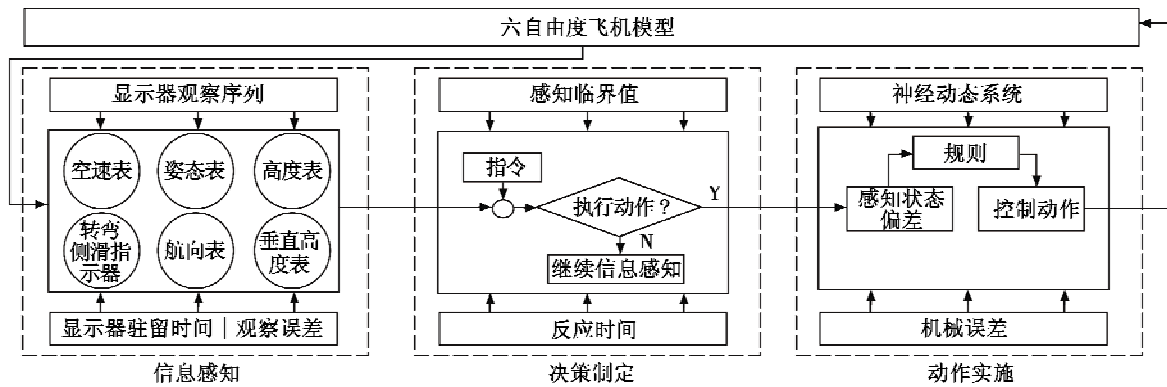 六自由度飞机模型
显示器观察序列
空速表
姿态表
高度表
转弯
侧滑指
示器
航向表
垂直高
度表
显示器驻留时间|观察误差
信息感知
感知临界值
指令
执行动作？
Y
N
继续信息感知
反应时间
决策制定
神经动态系统
规则
感知状态
偏差
控制动作
机械误差
动作实施